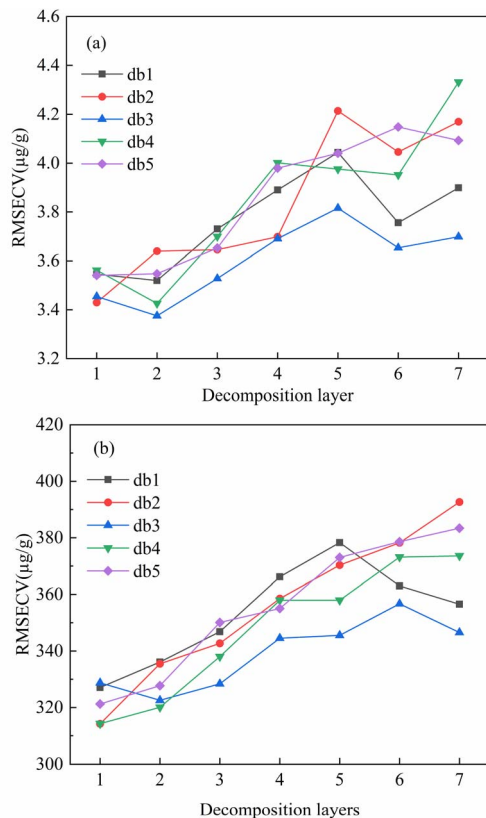 4.6
(a)
4.4
db1
db2
4.2
db3
db4
4.0
db5
3.8
3.6
3.4
3.2
RMSECV(μg/g)
1 2 3 4 5 6 7
Decomposition layer
420
(b)
400
db1
db2
380
db3
db4
360
db5
340
320
300
RMSECV(μg/g)
1 2 3 4 5 6 7
Decomposition layers